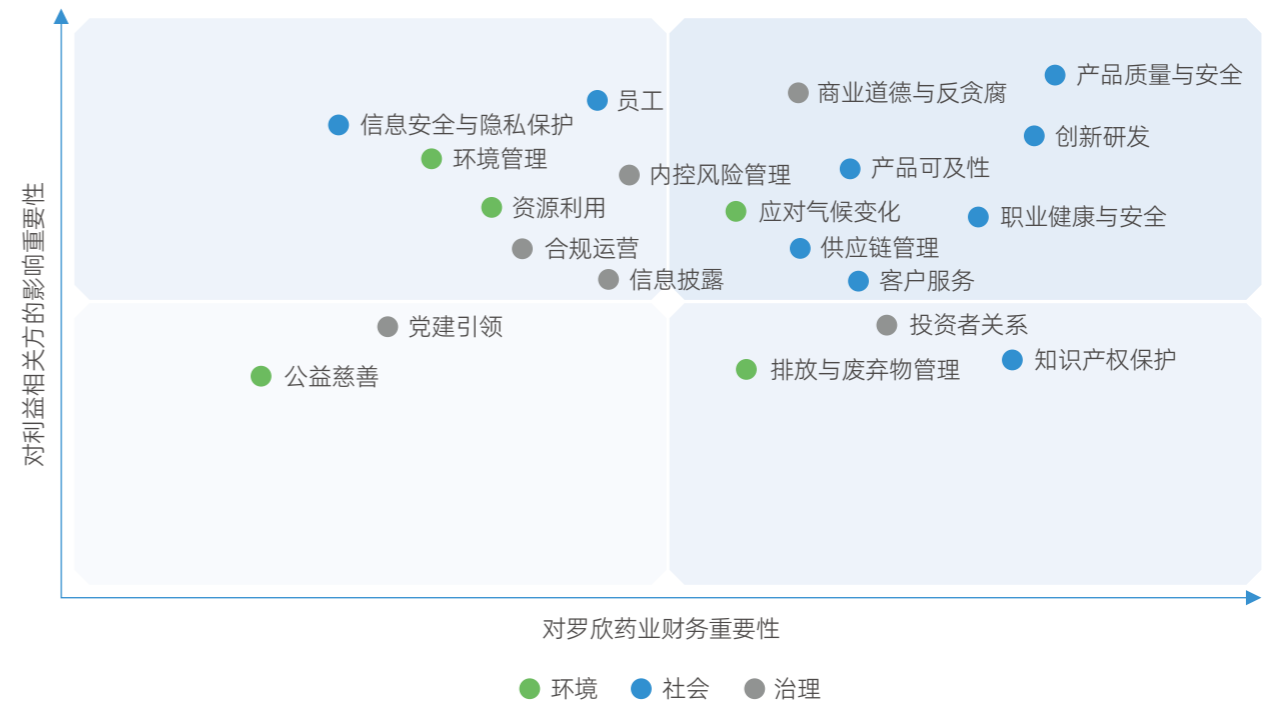 产品质量与安全
商业道德与反贪腐
员工
信息安全与隐私保护
创新研发
环境管理
产品可及性
内控风险管理
资源利用
应对气候变化
职业健康与安全
合规运营
供应链管理
信息披露
客户服务
党建引领
投资者关系
知识产权保护
排放与废弃物管理
公益慈善
对利益相关方的影响重要性
对罗欣药业财务重要性
环境
社会
治理